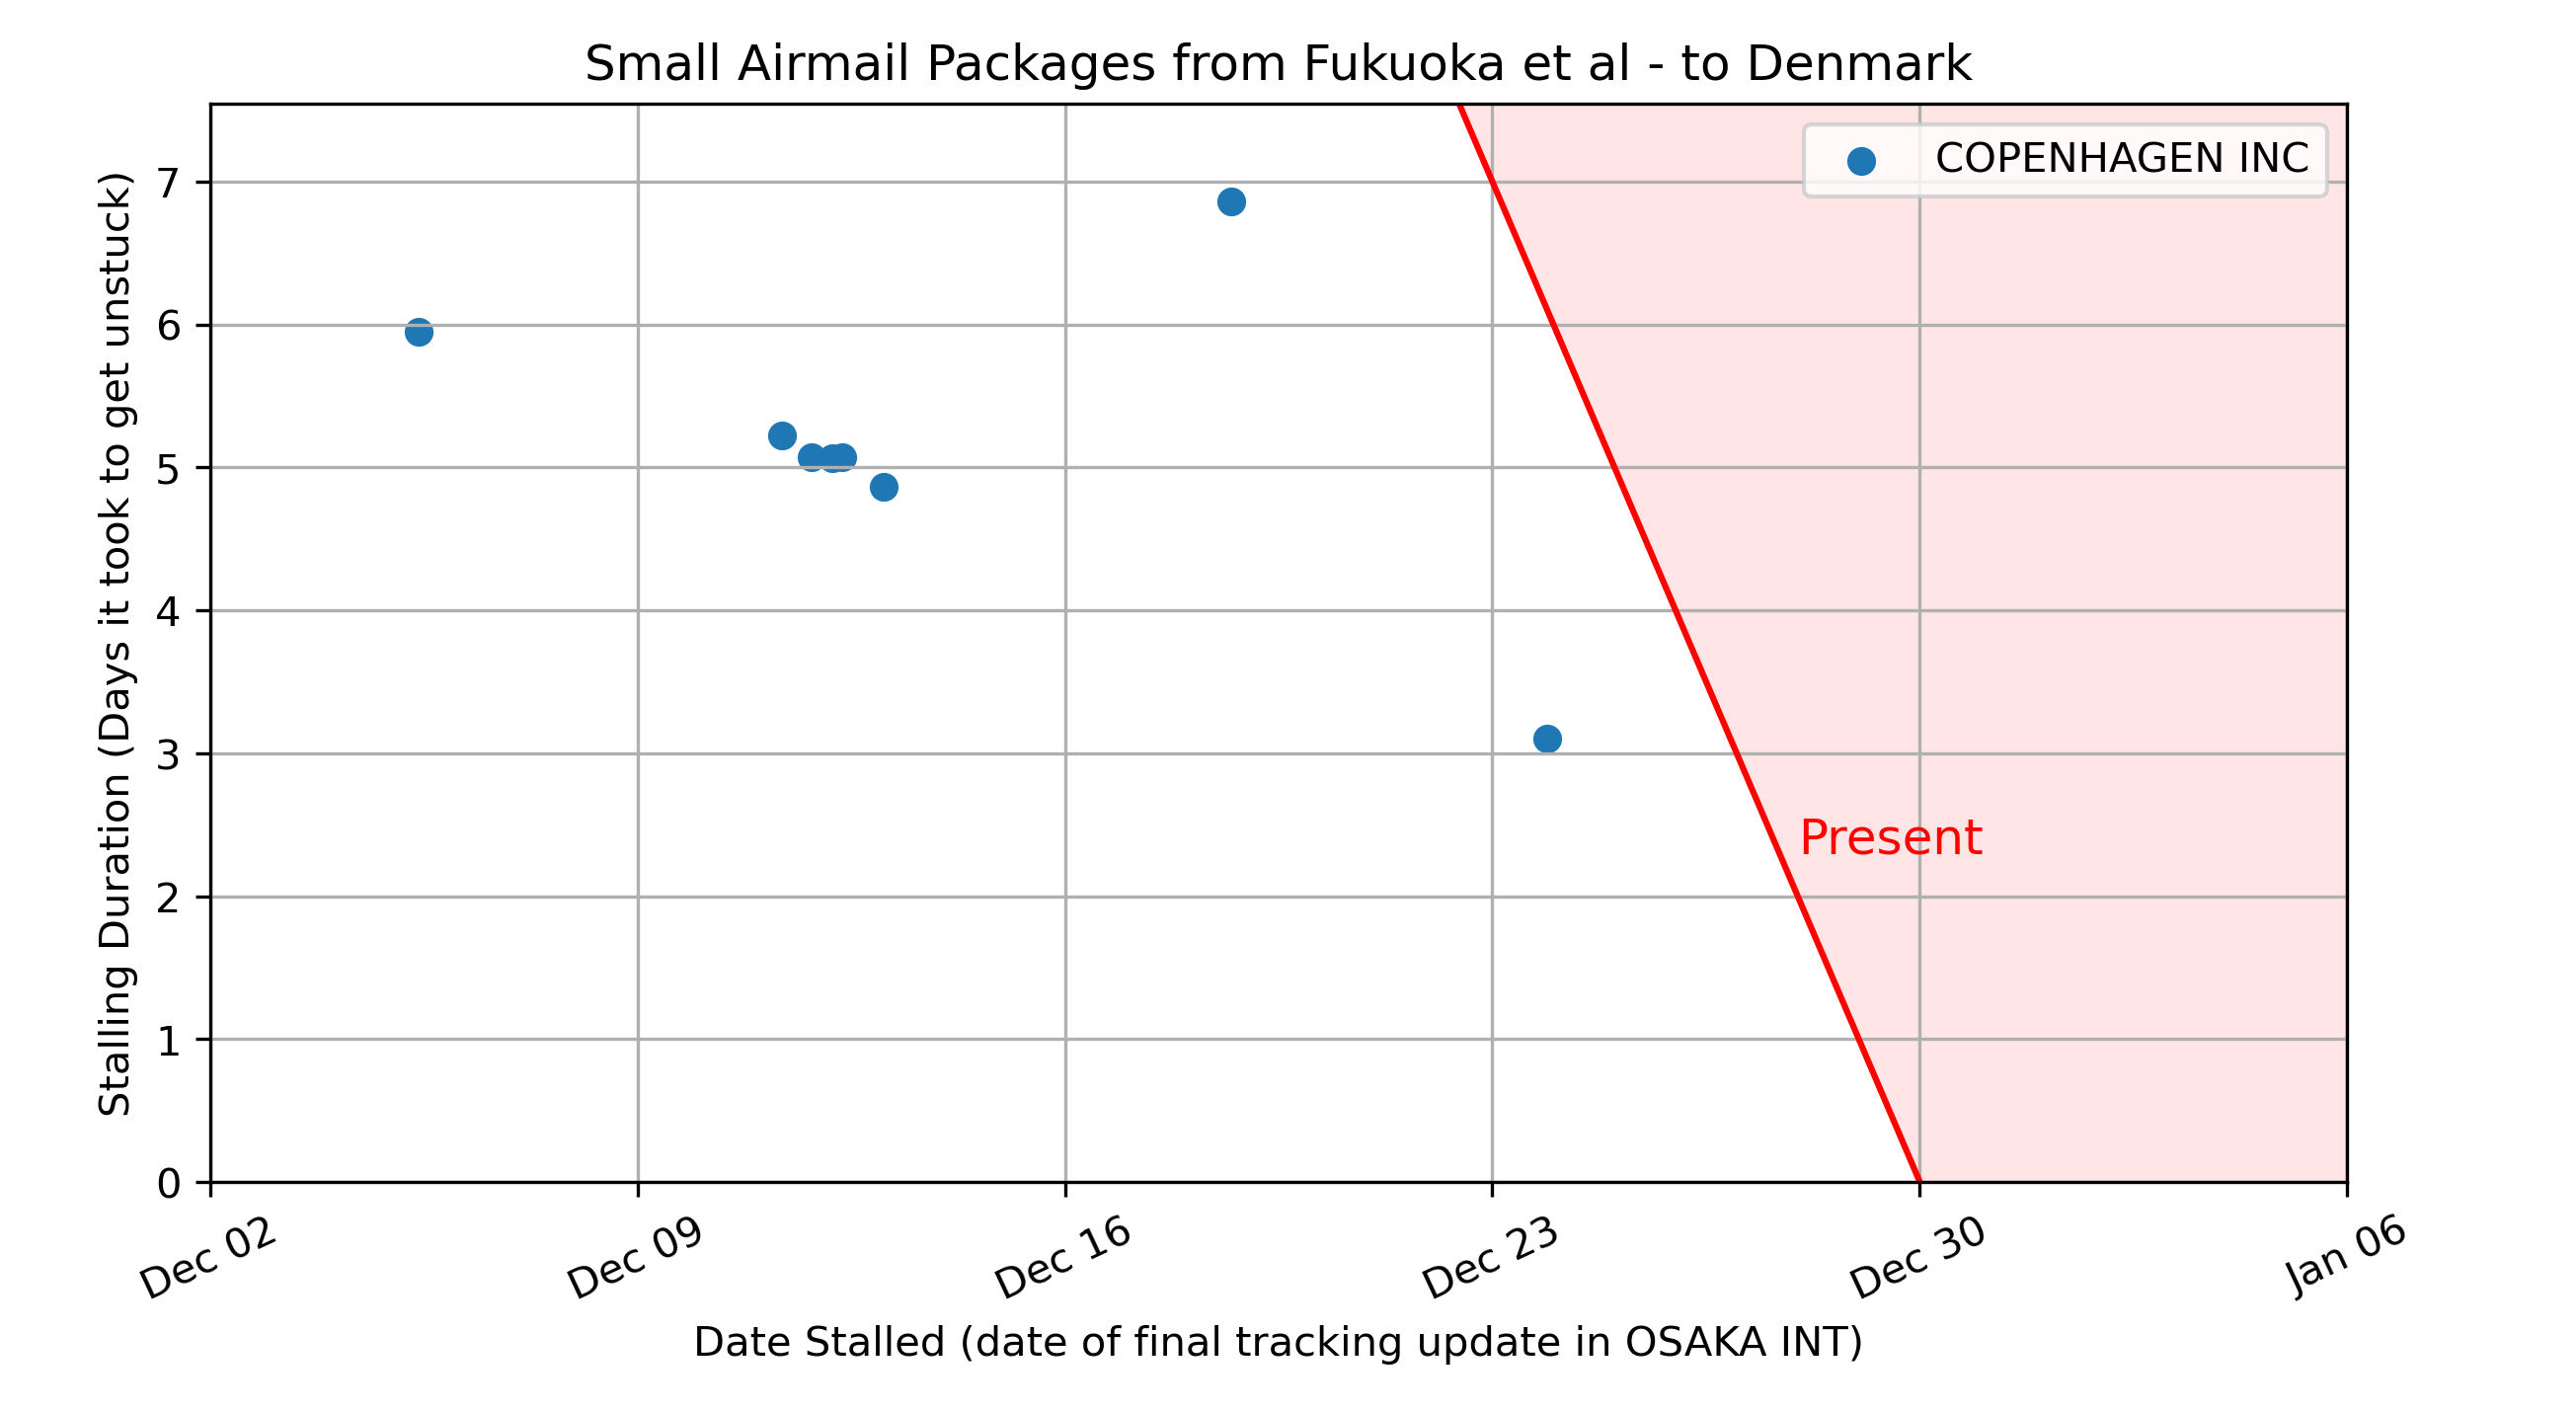 Small Airmail Packages from Fukuoka et al - to Denmark
COPENHAGEN INC
Stalling Duration (Days it took to get unstuck)
7
6
5
4
3
2
1
0
Present
Dec 02
Dec 09
Dec 16
Dec 23
Dec 30
Jan 06
Date Stalled (date of final tracking update in OSAKA INT)